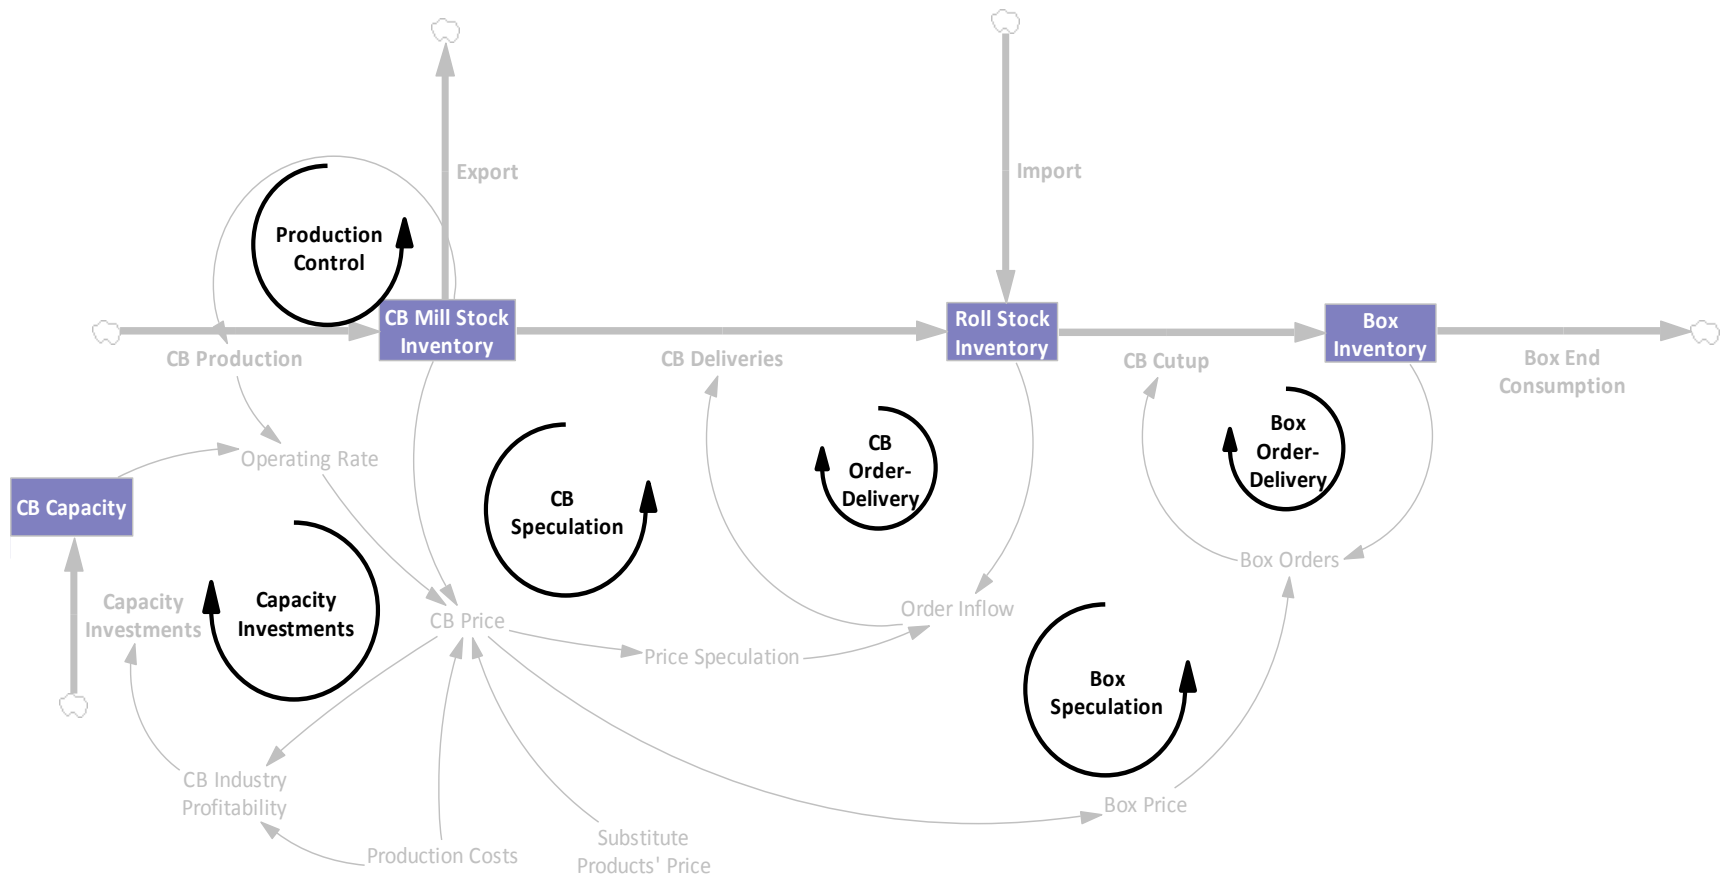 Export
Import
Production
Control
CB Mill Stock
Inventory
Roll Stock
Inventory
Box
Inventory
CB Production
CB Deliveries
CB Cutup
Box End
Consumption
Operating Rate
CB
Order-
Delivery
Box
Order-
Delivery
CB Capacity
CB
Speculation
Capacity
Investments
Capacity
Investments
CB Price
Order Inflow
Box Orders
Price Speculation
Box
Speculation
CB Industry
Profitability
Box Price
Production Costs
Substitute
Products' Price